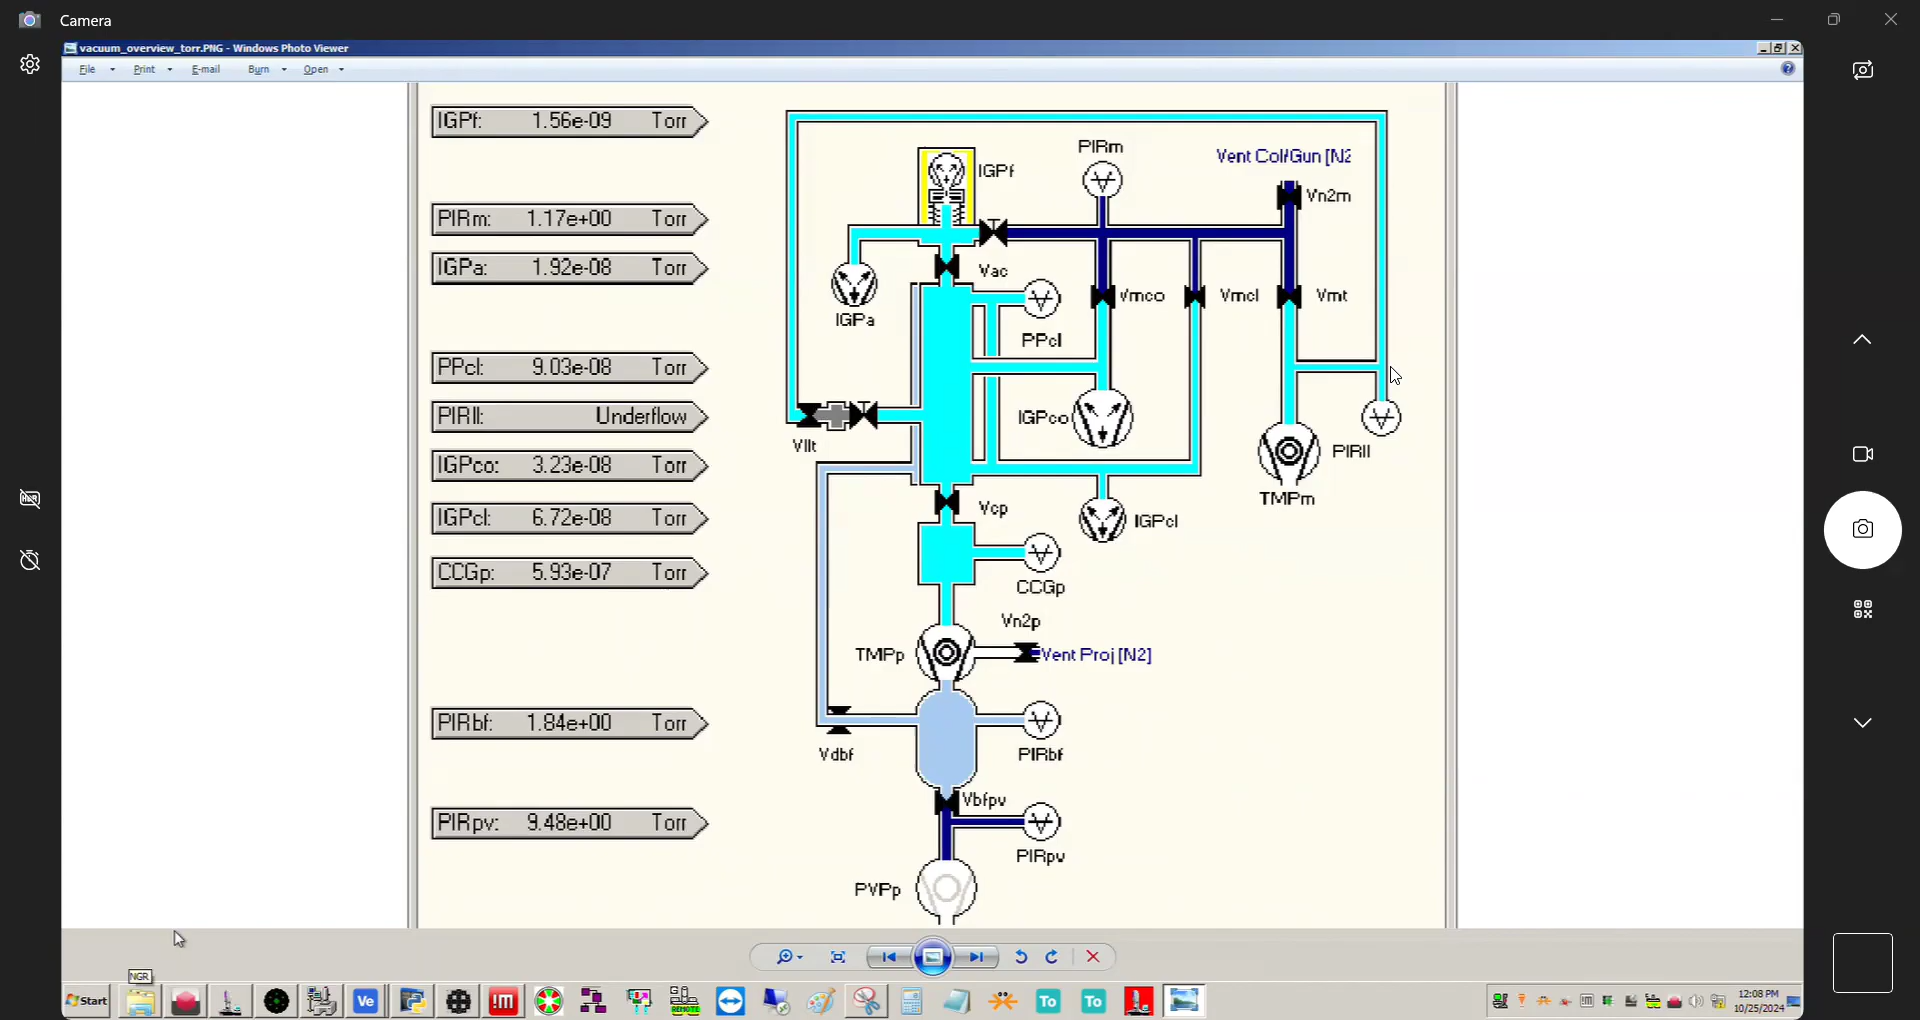 Camera
vacuum_overview_torr.PNG - Windows Photo Viewer
File Print E-mail Burn Open
IGPf: 1.56e-09 Torr
PIRm: 1.17e+00 Torr
IGPa: 1.92e-08 Torr
PPcl: 9.03e-08 Torr
PIRll: Underflow
IGPco: 3.23e-08 Torr
IGPcl: 6.72e-08 Torr
CCGp: 5.93e-07 Torr
PIRbf: 1.84e+00 Torr
PIRpv: 9.48e+00 Torr
PIRm
Vent Col/Gun [N2
IGPf
Vn2m
Vac
Vmco
Vmcl
Vmt
IGPa
PPcl
IGPco
Vllt
PIRll
TMPm
Vcp
IGPcl
CCGp
Vn2p
TMPp
Vent Proj [N2]
Vdbf
PIRbf
Vbfpv
PIRpv
PVPp
NGR
Start
Ve
!m
REMOTE
To
To
12:08 PM
10/25/2024